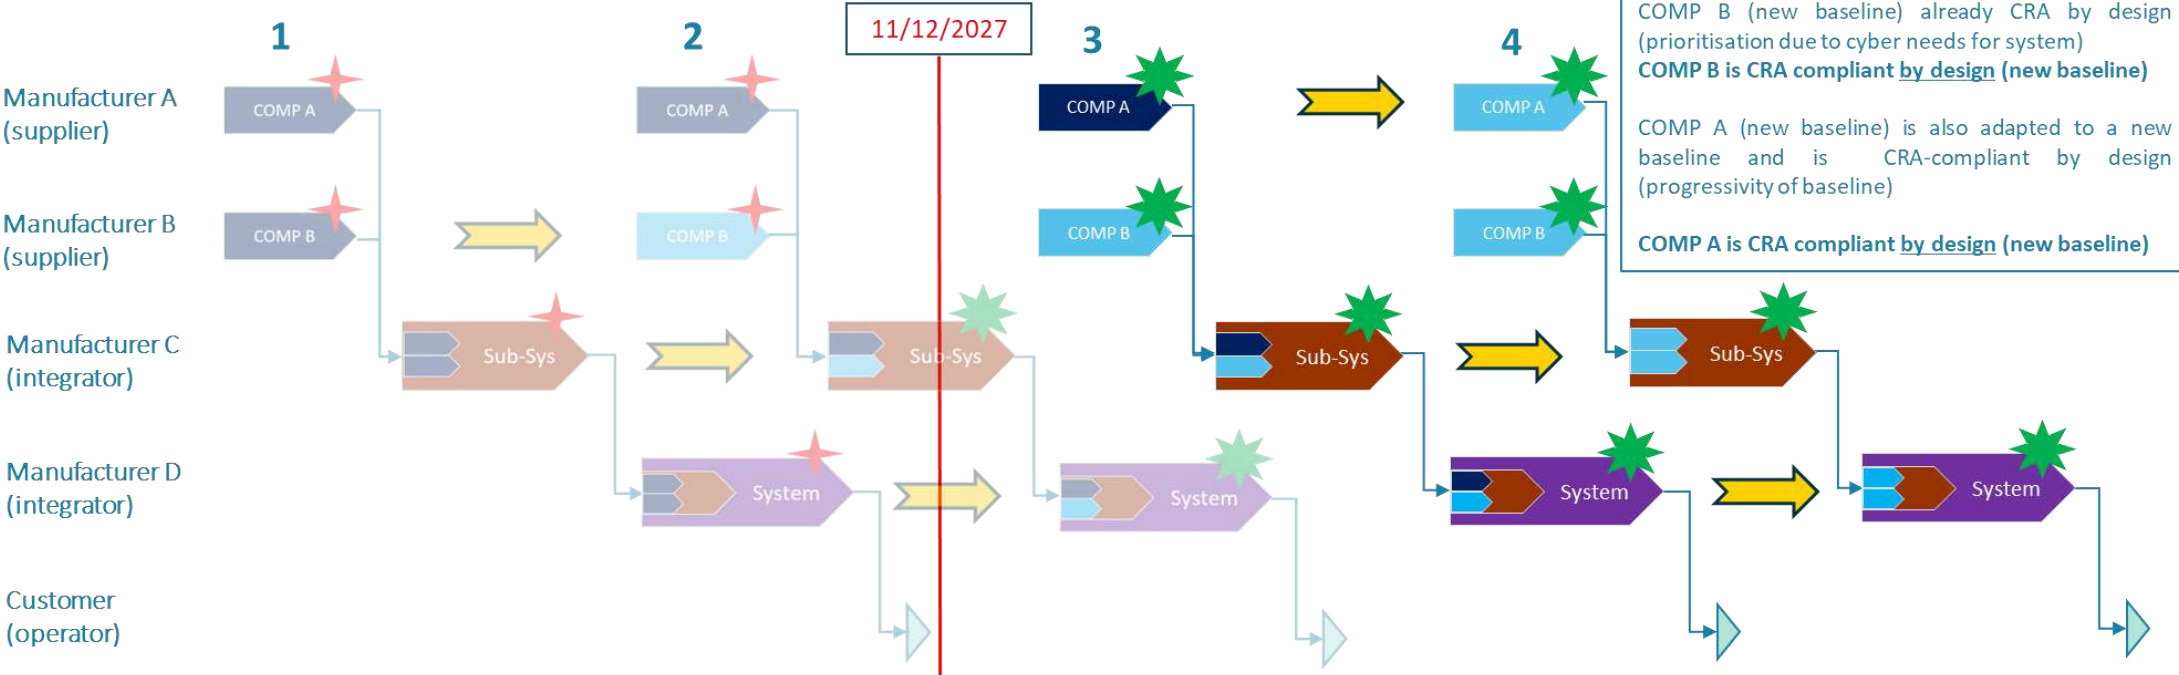 1
2
11/12/2027
3
4
COMP B (new baseline) already CRA by design
(prioritisation due to cyber needs for system)
COMP B is CRA compliant by design (new baseline)
COMP A (new baseline) is also adapted to a new
baseline and is CRA-compliant by design
(progressivity of baseline)
COMP A is CRA compliant by design (new baseline)
Manufacturer A
(supplier)
COMP A
COMP A
COMP A
COMP A
Manufacturer B
(supplier)
COMP B
COMP B
COMP B
COMP B
Manufacturer C
(integrator)
Sub-Sys
Sub-Sys
Sub-Sys
Sub-Sys
Manufacturer D
(integrator)
System
System
System
System
Customer
(operator)